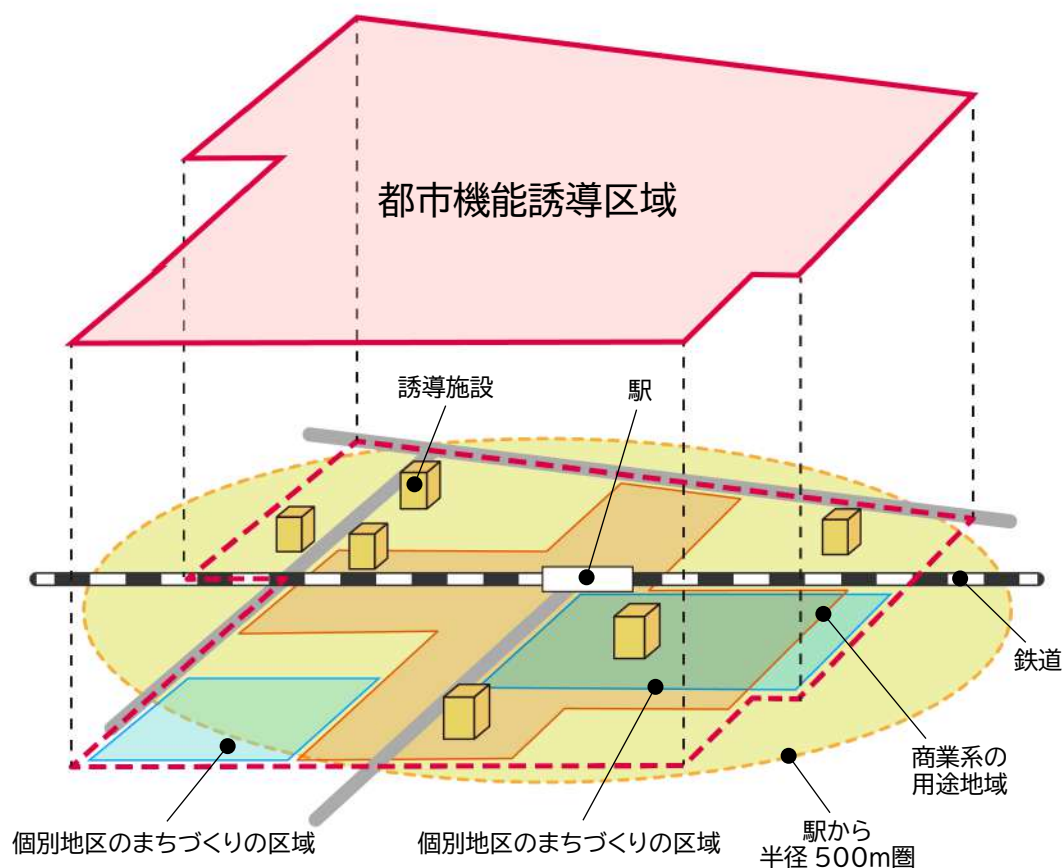 都市機能誘導区域
誘導施設
駅
鉄道
商業系の
用途地域
個別地区のまちづくりの区域
個別地区のまちづくりの区域
駅から
半径 500m圏